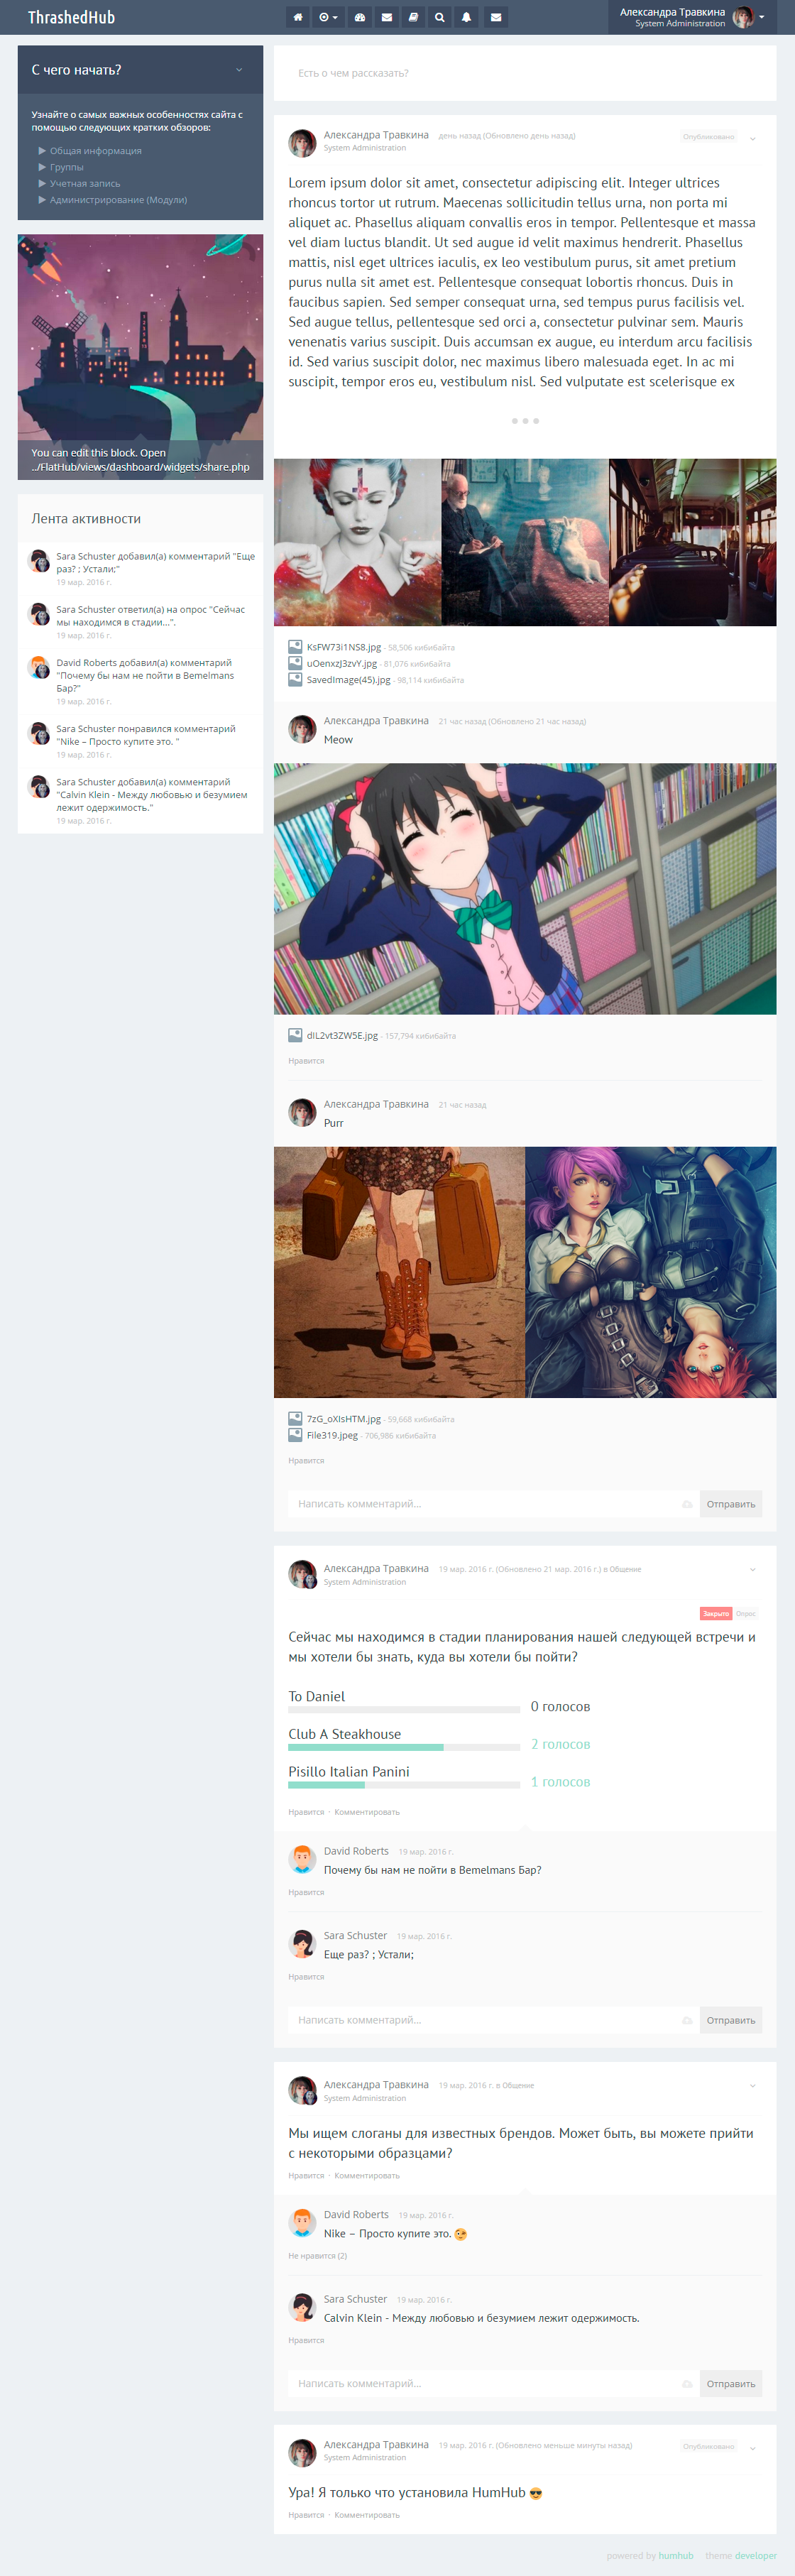 ThrashedHub
Александра Травкина
System Administration
С чего начать?
Узнайте о самых важных особенностях сайта с
помощью следующих кратких обзоров:
Общая информация
Группы
Учетная запись
Администрирование (Модули)
You can edit this block. Open
../FlatHub/views/dashboard/widgets/share.php
Лента активности
Sara Schuster добавил(а) комментарий "Еще
раз? ; Устали;"
19 мар. 2016 г.
Sara Schuster ответил(а) на опрос "Сейчас
мы находимся в стадии...".
19 мар. 2016 г.
David Roberts добавил(а) комментарий
"Почему бы нам не пойти в Bemelmans
Бар?"
19 мар. 2016 г.
Sara Schuster понравился комментарий
"Nike – Просто купите это. "
19 мар. 2016 г.
Sara Schuster добавил(а) комментарий
"Calvin Klein - Между любовью и безумием
лежит одержимость."
19 мар. 2016 г.
Есть о чем рассказать?
Александра Травкина день назад (Обновлено день назад) Опубликовано
System Administration
Lorem ipsum dolor sit amet, consectetur adipiscing elit. Integer ultrices
rhoncus tortor ut rutrum. Maecenas sollicitudin tellus urna, non porta mi
aliquet ac. Phasellus aliquam convallis eros in tempor. Pellentesque et massa
vel diam luctus blandit. Ut sed augue id velit maximus hendrerit. Phasellus
mattis, nisl eget ultrices iaculis, ex leo vestibulum purus, sit amet pretium
purus nulla sit amet est. Pellentesque consequat lobortis rhoncus. Duis in
faucibus sapien. Sed semper consequat urna, sed tempus purus facilisis vel.
Sed augue tellus, pellentesque sed orci a, consectetur pulvinar sem. Mauris
venenatis varius suscipit. Duis accumsan ex augue, eu interdum arcu facilisis
id. Sed varius suscipit dolor, nec maximus libero malesuada eget. In ac mi
suscipit, tempor eros eu, vestibulum nisl. Sed vulputate est scelerisque ex
KsFW73i1NS8.jpg - 58,506 кибибайта
uOenxzJ3zvY.jpg - 81,076 кибибайта
SavedImage(45).jpg - 98,114 кибибайта
Александра Травкина 21 час назад (Обновлено 21 час назад)
Meow
dIL2vt3ZW5E.jpg - 157,794 кибибайта
Нравится
Александра Травкина 21 час назад
Purr
7zG_oXIsHTM.jpg - 59,668 кибибайта
File319.jpeg - 706,986 кибибайта
Нравится
Написать комментарий... Отправить
Александра Травкина 19 мар. 2016 г. (Обновлено 21 мар. 2016 г.) в Общение
System Administration
Закрыто Опрос
Сейчас мы находимся в стадии планирования нашей следующей встречи и
мы хотели бы знать, куда вы хотели бы пойти?
To Daniel
0 голосов
Club A Steakhouse
2 голосов
Pisillo Italian Panini
1 голосов
Нравится · Комментировать
David Roberts 19 мар. 2016 г.
Почему бы нам не пойти в Bemelmans Бар?
Нравится
Sara Schuster 19 мар. 2016 г.
Еще раз? ; Устали;
Нравится
Написать комментарий... Отправить
Александра Травкина 19 мар. 2016 г. в Общение
System Administration
Мы ищем слоганы для известных брендов. Может быть, вы можете прийти
с некоторыми образцами?
Нравится · Комментировать
David Roberts 19 мар. 2016 г.
Nike – Просто купите это. 😉
Не нравится (2)
Sara Schuster 19 мар. 2016 г.
Calvin Klein - Между любовью и безумием лежит одержимость.
Нравится
Написать комментарий... Отправить
Александра Травкина 19 мар. 2016 г. (Обновлено меньше минуты назад) Опубликовано
System Administration
Ура! Я только что установила HumHub 😎
Нравится · Комментировать
powered by humhub theme developer